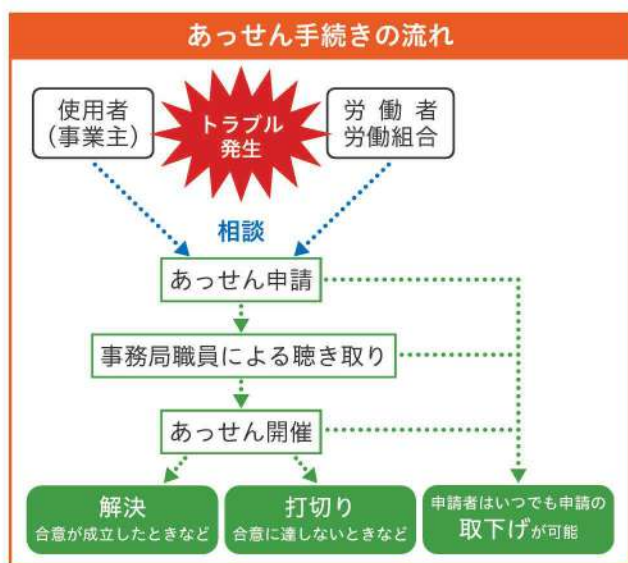 あっせん手続きの流れ
使用者
(事業主)
トラブル
発生
労働者
労働組合
相談
あっせん申請
事務局職員による聴き取り
あっせん開催
解決
合意が成立したときなど
打切り
合意に達しないときなど
申請者はいつでも申請の
取下げが可能